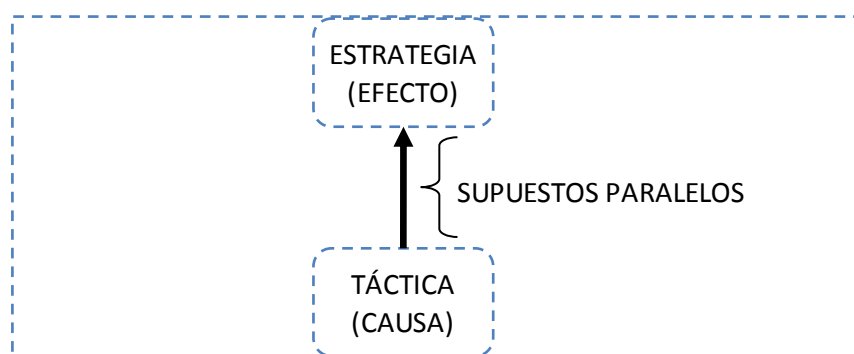 ESTRATEGIA
(EFECTO)
SUPUESTOS PARALELOS
TÁCTICA
(CAUSA)